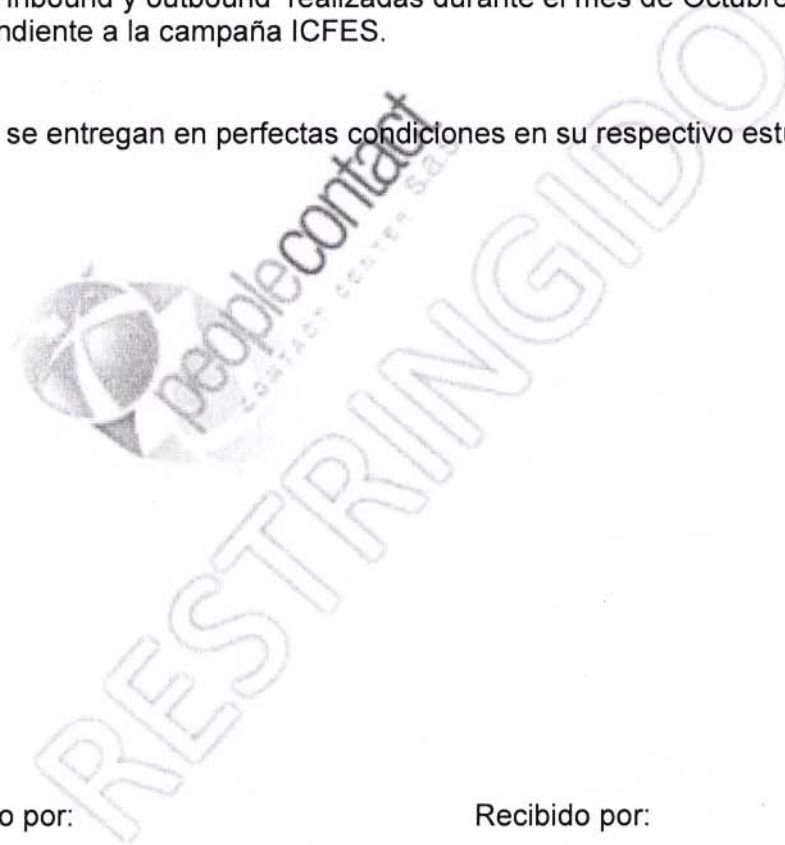 inbound y outbound realizadas durante el mes de Octubre
ndiente a la campaña ICFES.
se entregan en perfectas condiciones en su respectivo est
peoplecontact
CONTACT CENTER S.a.s
RESTRINGIDO
o por:
Recibido por: